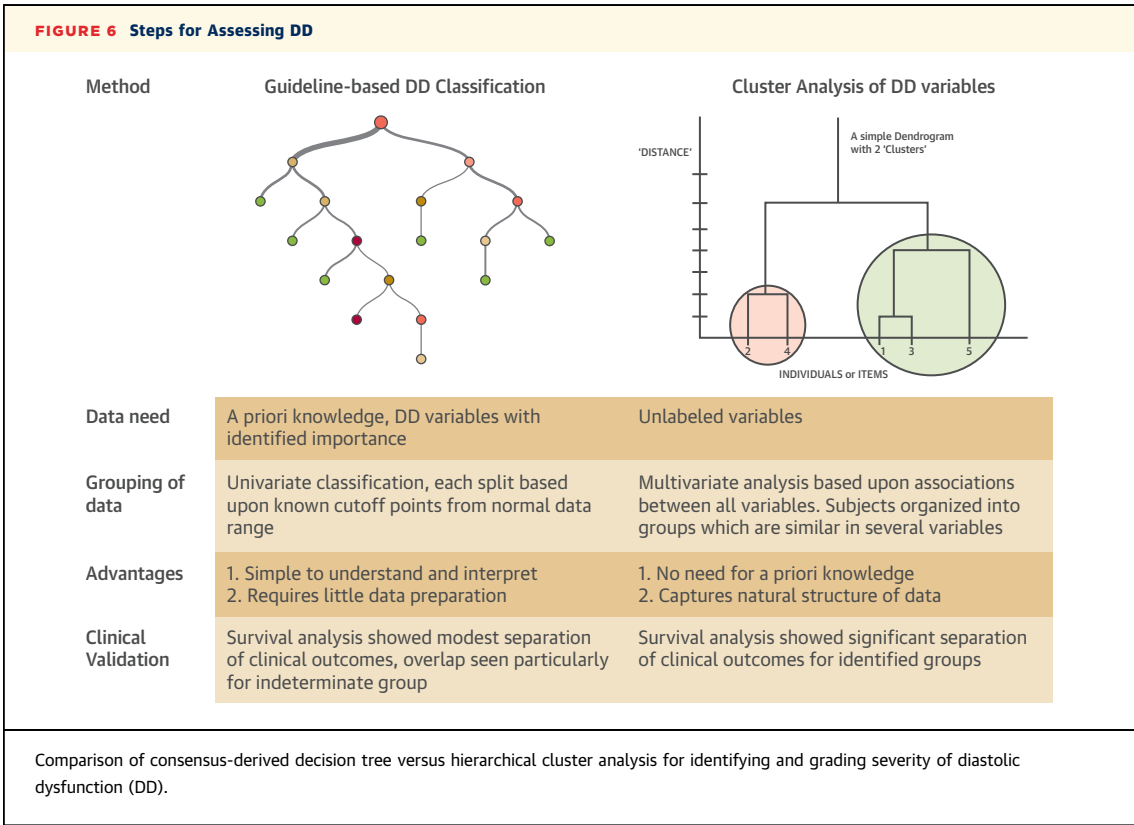 FIGURE 6 Steps for Assessing DD
Method
Guideline-based DD Classification
Cluster Analysis of DD variables
'DISTANCE'
A simple Dendrogram
with 2 'Clusters'
2
4
1
3
5
INDIVIDUALS or ITEMS
Data need
A priori knowledge, DD variables with
identified importance
Unlabeled variables
Grouping of
data
Univariate classification, each split based
upon known cutoff points from normal data
range
Multivariate analysis based upon associations
between all variables. Subjects organized into
groups which are similar in several variables
Advantages
1. Simple to understand and interpret
2. Requires little data preparation
1. No need for a priori knowledge
2. Captures natural structure of data
Clinical
Validation
Survival analysis showed modest separation
of clinical outcomes, overlap seen particularly
for indeterminate group
Survival analysis showed significant separation
of clinical outcomes for identified groups
Comparison of consensus-derived decision tree versus hierarchical cluster analysis for identifying and grading severity of diastolic
dysfunction (DD).